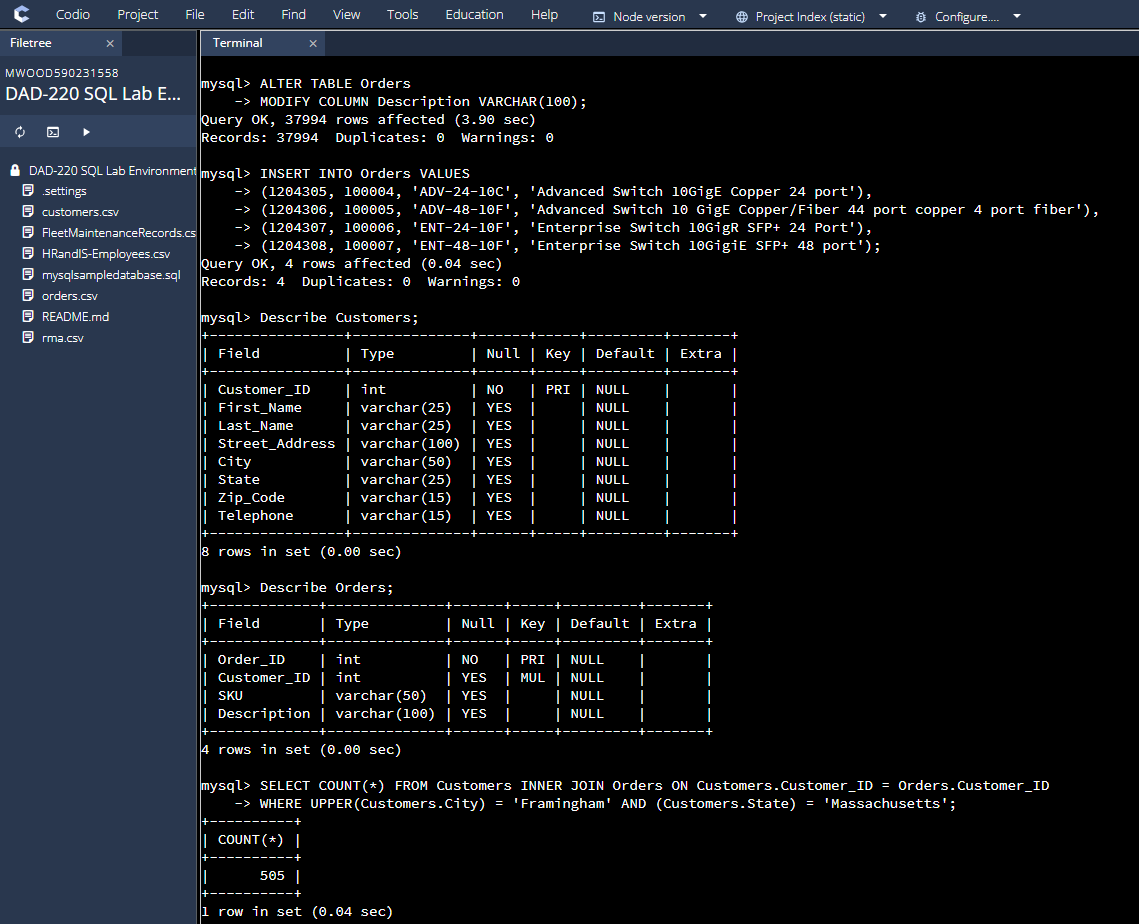 Codio Project File Edit Find View Tools Education Help Node version Project Index (static) Configure....
Filetree × Terminal ×
MWOOD590231558
DAD-220 SQL Lab E...
DAD-220 SQL Lab Environment
.settings
customers.csv
FleetMaintenanceRecords.cs
HRandIS-Employees.csv
mysqlsampledatabase.sql
orders.csv
README.md
rma.csv
mysql> ALTER TABLE Orders
    -> MODIFY COLUMN Description VARCHAR(100);
Query OK, 37994 rows affected (3.90 sec)
Records: 37994  Duplicates: 0  Warnings: 0
mysql> INSERT INTO Orders VALUES
    -> (1204305, 100004, 'ADV-24-10C', 'Advanced Switch 10GigE Copper 24 port'),
    -> (1204306, 100005, 'ADV-48-10F', 'Advanced Switch 10 GigE Copper/Fiber 44 port copper 4 port fiber'),
    -> (1204307, 100006, 'ENT-24-10F', 'Enterprise Switch 10GigR SFP+ 24 Port'),
    -> (1204308, 100007, 'ENT-48-10F', 'Enterprise Switch 10GigiE SFP+ 48 port');
Query OK, 4 rows affected (0.04 sec)
Records: 4  Duplicates: 0  Warnings: 0
mysql> Describe Customers;
+----------------+--------------+------+-----+---------+-------+
| Field          | Type         | Null | Key | Default | Extra |
+----------------+--------------+------+-----+---------+-------+
| Customer_ID    | int          | NO   | PRI | NULL    |       |
| First_Name     | varchar(25)  | YES  |     | NULL    |       |
| Last_Name      | varchar(25)  | YES  |     | NULL    |       |
| Street_Address | varchar(100) | YES  |     | NULL    |       |
| City           | varchar(50)  | YES  |     | NULL    |       |
| State          | varchar(25)  | YES  |     | NULL    |       |
| Zip_Code       | varchar(15)  | YES  |     | NULL    |       |
| Telephone      | varchar(15)  | YES  |     | NULL    |       |
+----------------+--------------+------+-----+---------+-------+
8 rows in set (0.00 sec)
mysql> Describe Orders;
+-------------+--------------+------+-----+---------+-------+
| Field       | Type         | Null | Key | Default | Extra |
+-------------+--------------+------+-----+---------+-------+
| Order_ID    | int          | NO   | PRI | NULL    |       |
| Customer_ID | int          | YES  | MUL | NULL    |       |
| SKU         | varchar(50)  | YES  |     | NULL    |       |
| Description | varchar(100) | YES  |     | NULL    |       |
+-------------+--------------+------+-----+---------+-------+
4 rows in set (0.00 sec)
mysql> SELECT COUNT(*) FROM Customers INNER JOIN Orders ON Customers.Customer_ID = Orders.Customer_ID
    -> WHERE UPPER(Customers.City) = 'Framingham' AND (Customers.State) = 'Massachusetts';
+----------+
| COUNT(*) |
+----------+
|      505 |
+----------+
1 row in set (0.04 sec)